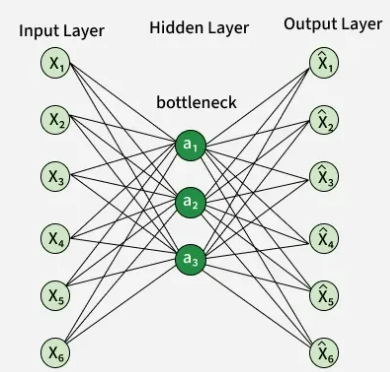 Input Layer
Hidden Layer
Output Layer
bottleneck
X₁
X₂
X₃
X₄
X₅
X₆
a₁
a₂
a₃
X̂₁
X̂₂
X̂₃
X̂₄
X̂₅
X̂₆